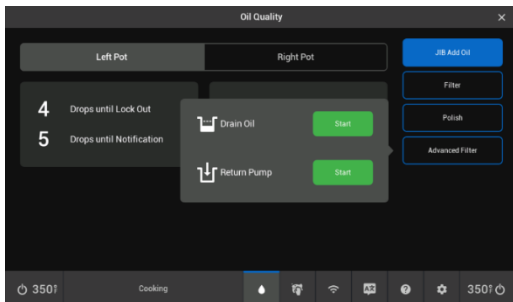 Oil Quality
Left Pot
Right Pot
JIB Add Oil
Filter
Polish
Advanced Filter
4 Drops until Lock Out
5 Drops until Notification
Drain Oil Start
Return Pump Start
350°F Cooking 350°F